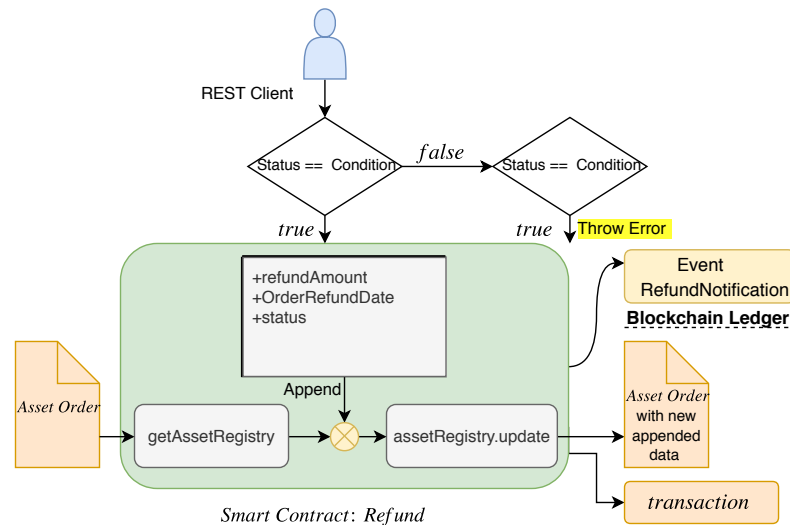 REST Client
Status == Condition
false
Status == Condition
true
true
Throw Error
+refundAmount
+OrderRefundDate
+status
Event
RefundNotification
Blockchain Ledger
Asset Order
Append
getAssetRegistry
assetRegistry.update
Asset Order
with new
appended
data
transaction
Smart Contract: Refund